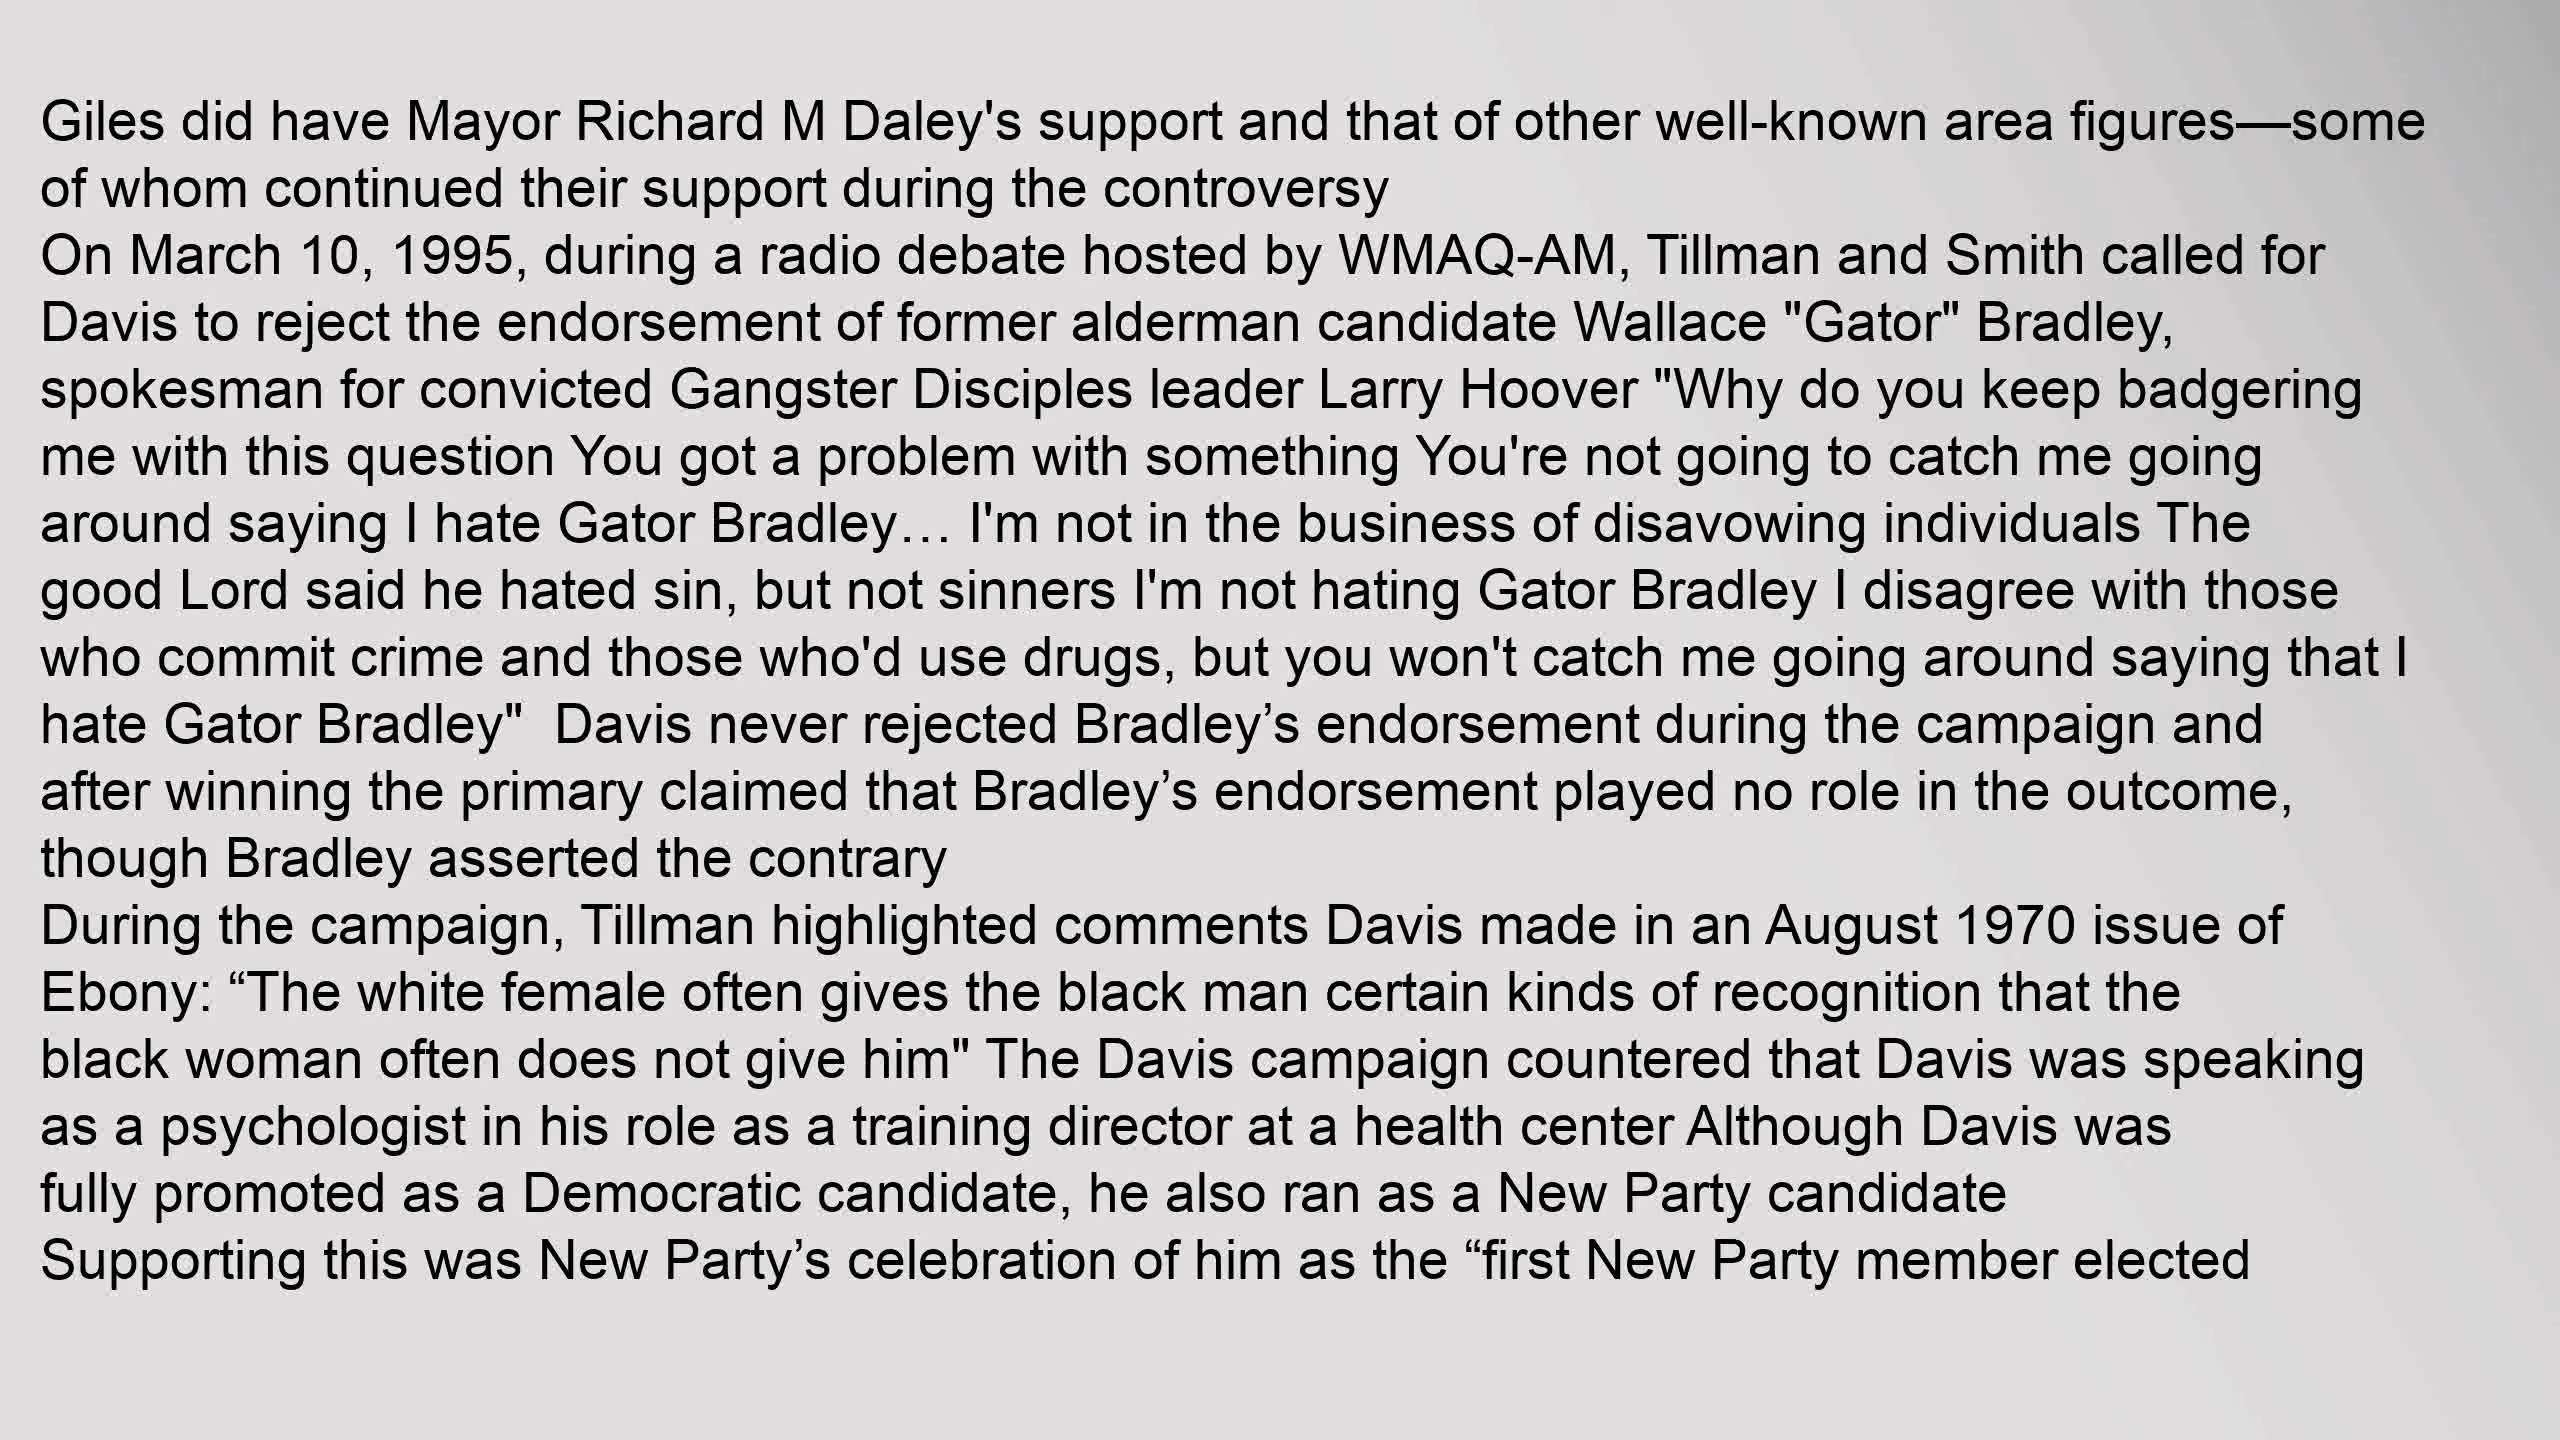 Giles did have Mayor Richard M Daley's support and that of other well-known area figures—some
of whom continued their support during the controversy
On March 10, 1995, during a radio debate hosted by WMAQ-AM, Tillman and Smith called for
Davis to reject the endorsement of former alderman candidate Wallace "Gator" Bradley,
spokesman for convicted Gangster Disciples leader Larry Hoover "Why do you keep badgering
me with this question You got a problem with something You're not going to catch me going
around saying I hate Gator Bradley… I'm not in the business of disavowing individuals The
good Lord said he hated sin, but not sinners I'm not hating Gator Bradley I disagree with those
who commit crime and those who'd use drugs, but you won't catch me going around saying that I
hate Gator Bradley"  Davis never rejected Bradley’s endorsement during the campaign and
after winning the primary claimed that Bradley’s endorsement played no role in the outcome,
though Bradley asserted the contrary
During the campaign, Tillman highlighted comments Davis made in an August 1970 issue of
Ebony: “The white female often gives the black man certain kinds of recognition that the
black woman often does not give him" The Davis campaign countered that Davis was speaking
as a psychologist in his role as a training director at a health center Although Davis was
fully promoted as a Democratic candidate, he also ran as a New Party candidate
Supporting this was New Party’s celebration of him as the “first New Party member elected